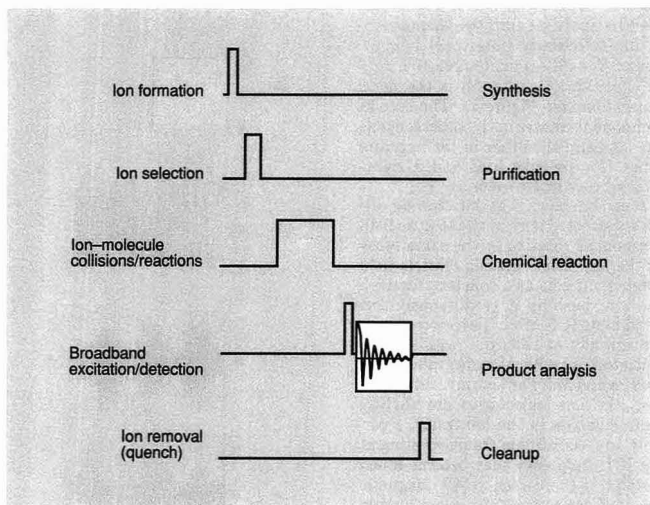 Ion formation
Synthesis
Ion selection
Purification
Ion–molecule
collisions/reactions
Chemical reaction
Broadband
excitation/detection
Product analysis
Ion removal
(quench)
Cleanup